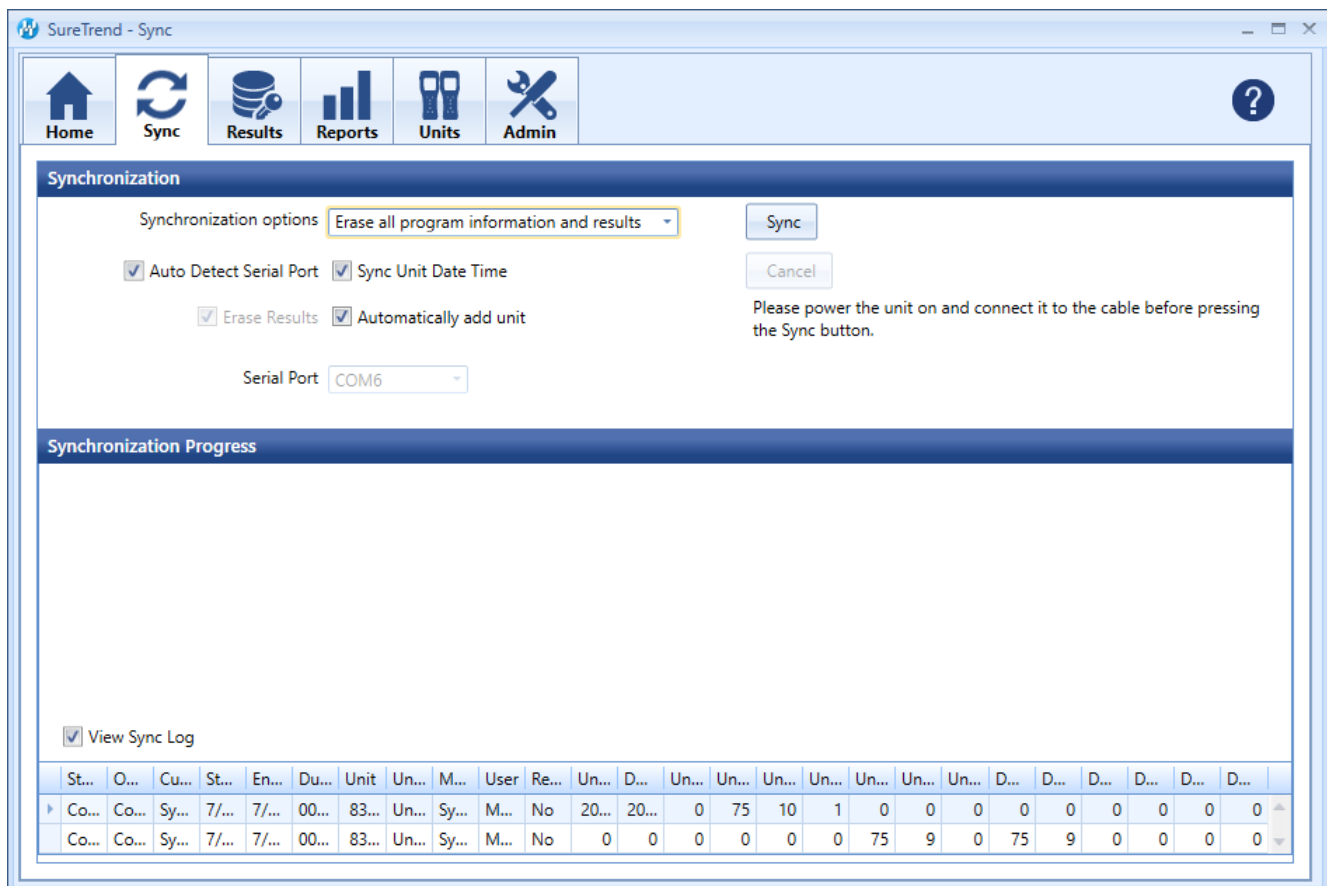 SureTrend - Sync
Home Sync Results Reports Units Admin
?
Synchronization
Synchronization options Erase all program information and results Sync
Auto Detect Serial Port Sync Unit Date Time Cancel
Erase Results Automatically add unit
Please power the unit on and connect it to the cable before pressing
the Sync button.
Serial Port COM6
Synchronization Progress
View Sync Log
St... O... Cu... St... En... Du... Unit Un... M... User Re... Un... D... Un... Un... Un... Un... Un... Un... Un... D... D... D... D... D... D...
Co... Co... Sy... 7/... 7/... 00... 83... Un... Sy... M... No 20... 20... 0 75 10 1 0 0 0 0 0 0 0 0 0
Co... Co... Sy... 7/... 7/... 00... 83... Un... Sy... M... No 0 0 0 0 0 0 75 9 0 75 9 0 0 0 0